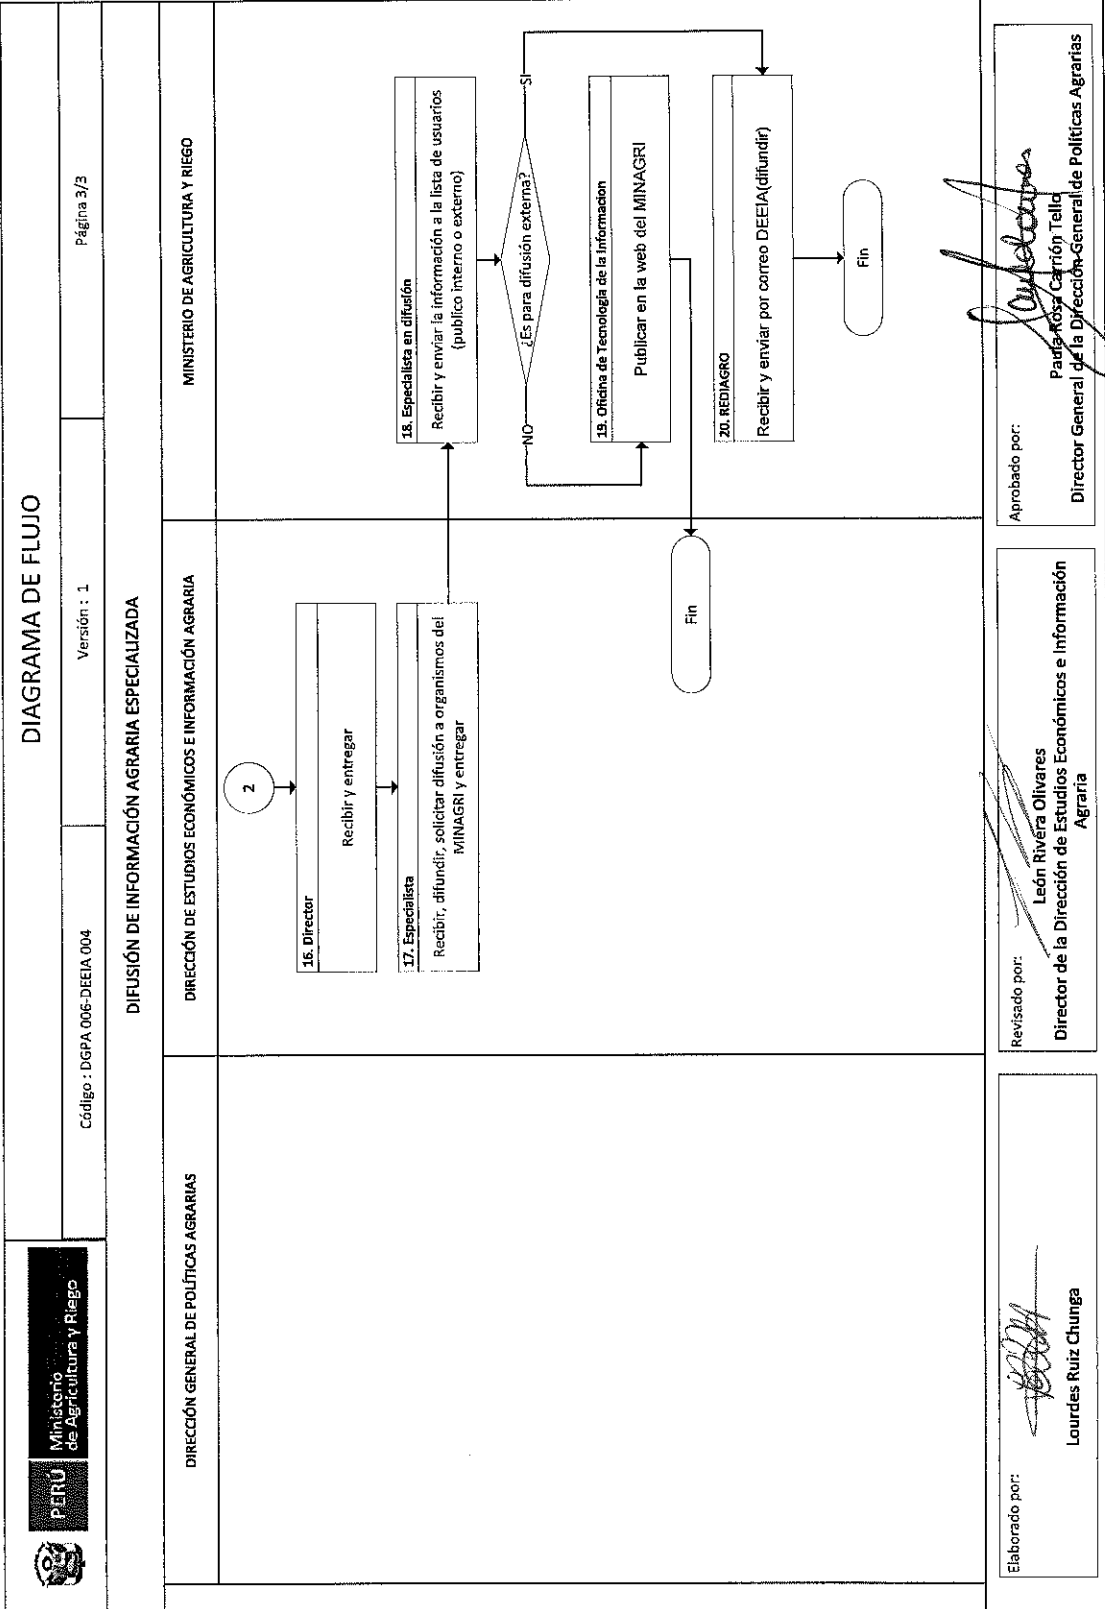 PERÚ
Ministerio
de Agricultura y Riego
DIAGRAMA DE FLUJO
Código : DGPA 006-DEEIA 004
Versión : 1
Página 3/3
DIFUSIÓN DE INFORMACIÓN AGRARIA ESPECIALIZADA
DIRECCIÓN GENERAL DE POLÍTICAS AGRARIAS
DIRECCIÓN DE ESTUDIOS ECONÓMICOS E INFORMACIÓN AGRARIA
MINISTERIO DE AGRICULTURA Y RIEGO
2
16. Director
Recibir y entregar
17. Especialista
Recibir, difundir, solicitar difusión a organismos del
MINAGRI y entregar
18. Especialista en difusión
Recibir y enviar la información a la lista de usuarios
(publico interno o externo)
¿Es para difusión externa?
NO
SI
19. Oficina de Tecnología de la Informacion
Publicar en la web del MINAGRI
Fin
20. REDIAGRO
Recibir y enviar por correo DEEIA(difundir)
Fin
Elaborado por:
Lourdes Ruiz Chunga
Revisado por:
León Rivera Olivares
Director de la Dirección de Estudios Económicos e Información
Agraria
Aprobado por:
Paula Rosa Carrión Tello
Director General de la Dirección General de Políticas Agrarias